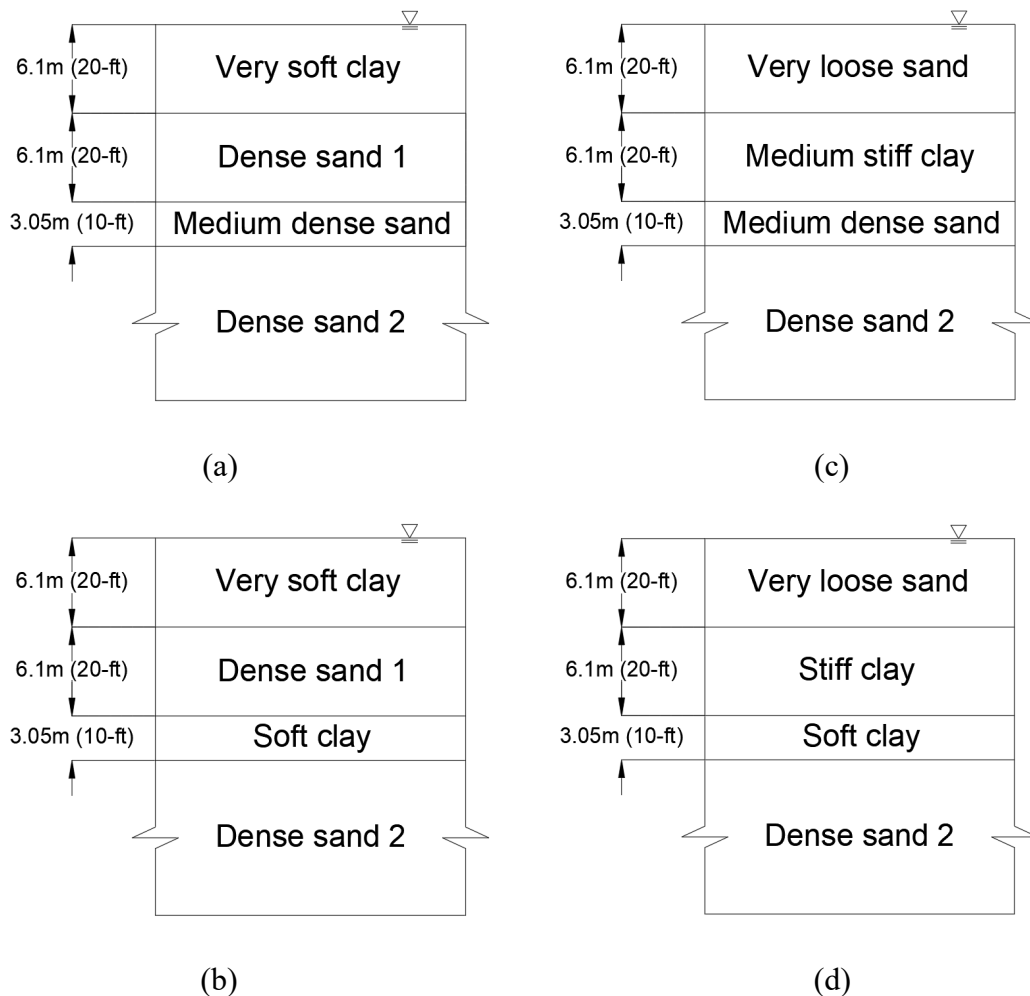 6.1m (20-ft)
Very soft clay
6.1m (20-ft)
Dense sand 1
3.05m (10-ft)
Medium dense sand
Dense sand 2
(a)
6.1m (20-ft)
Very loose sand
6.1m (20-ft)
Medium stiff clay
3.05m (10-ft)
Medium dense sand
Dense sand 2
(c)
6.1m (20-ft)
Very soft clay
6.1m (20-ft)
Dense sand 1
3.05m (10-ft)
Soft clay
Dense sand 2
(b)
6.1m (20-ft)
Very loose sand
6.1m (20-ft)
Stiff clay
3.05m (10-ft)
Soft clay
Dense sand 2
(d)